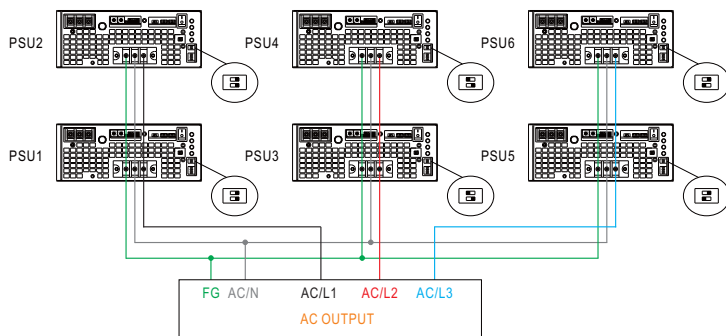 PSU2 PSU4 PSU6
PSU1 PSU3 PSU5
FG AC/N AC/L1 AC/L2 AC/L3
AC OUTPUT